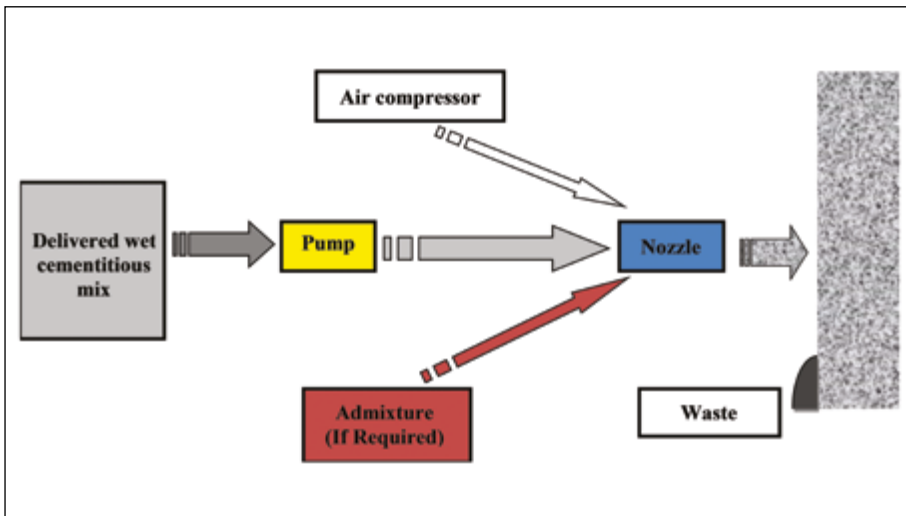 Air compressor
Delivered wet
cementitious
mix
Pump
Nozzle
Admixture
(If Required)
Waste